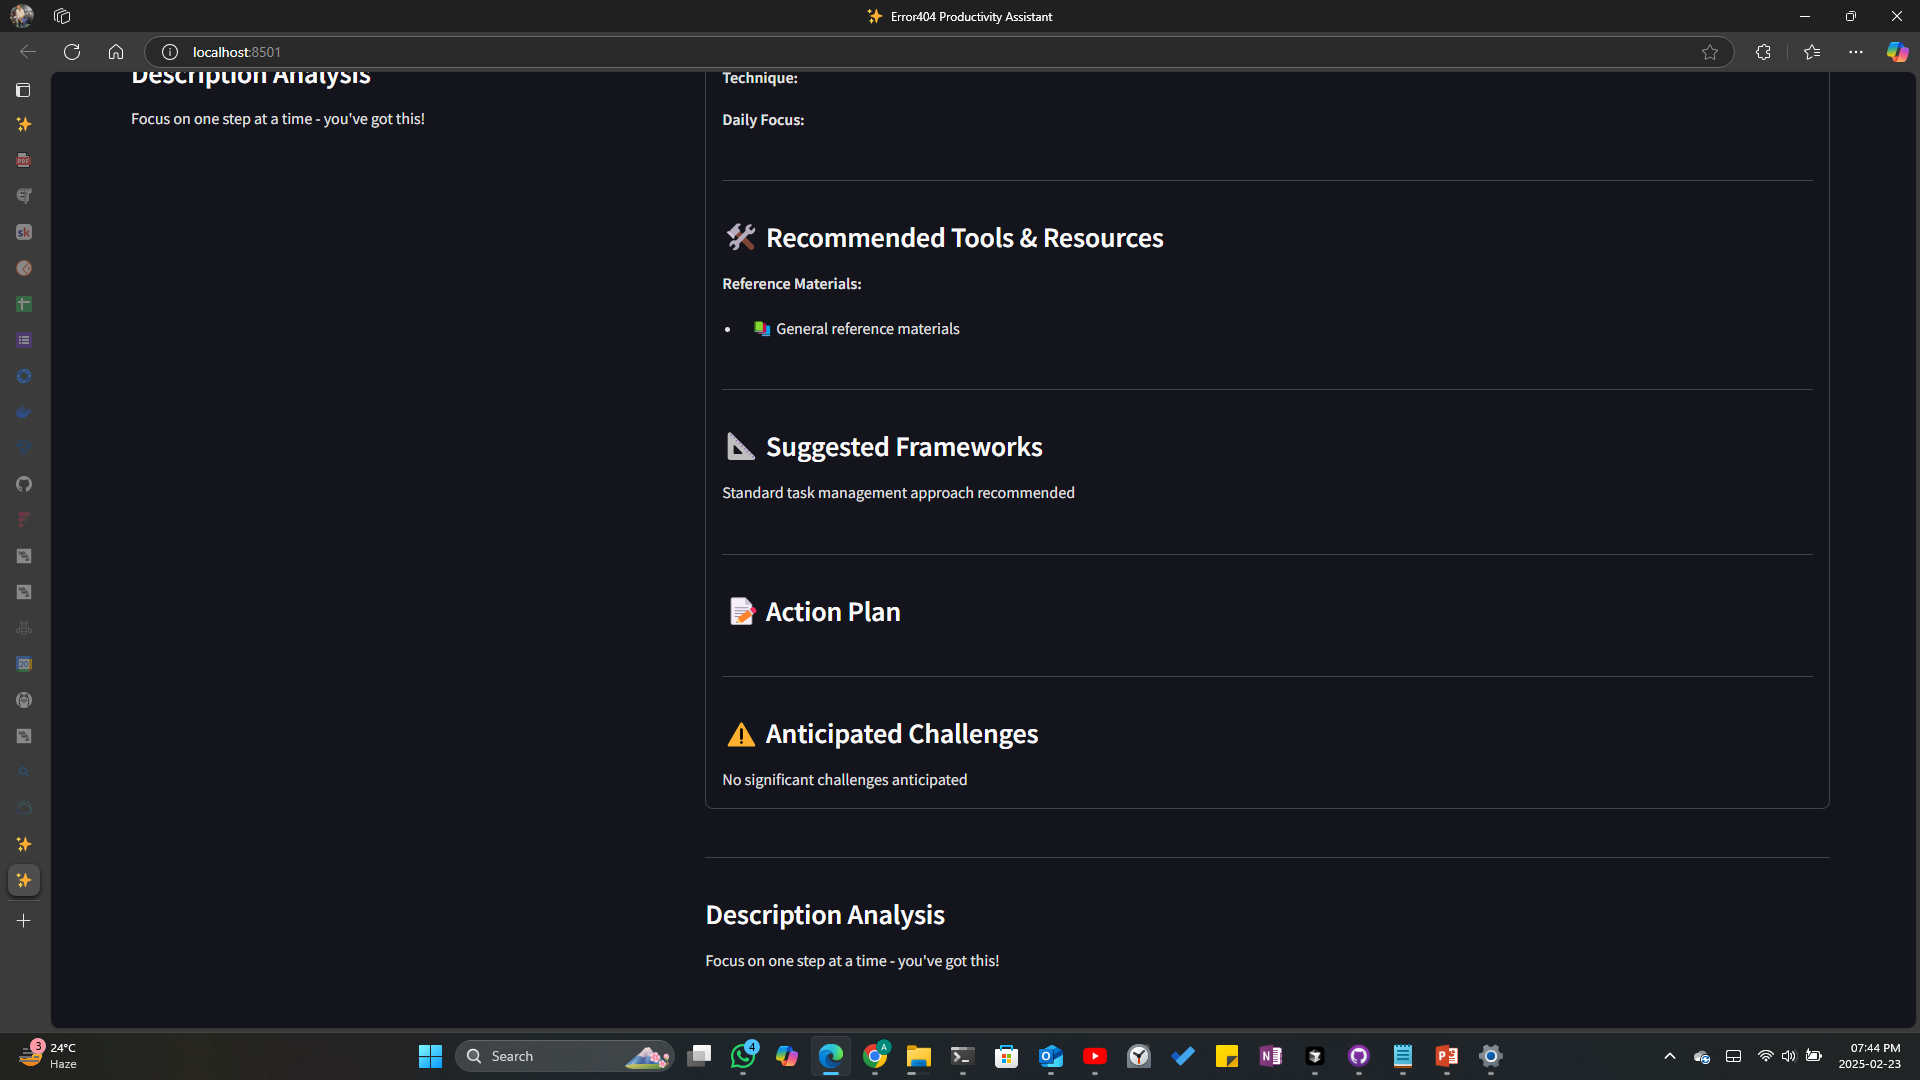 Error404 Productivity Assistant
localhost:8501
Description Analysis
Focus on one step at a time - you've got this!
Technique:
Daily Focus:
🛠️ Recommended Tools & Resources
Reference Materials:
• 📚 General reference materials
📐 Suggested Frameworks
Standard task management approach recommended
📝 Action Plan
⚠️ Anticipated Challenges
No significant challenges anticipated
Description Analysis
Focus on one step at a time - you've got this!
3
24°C
Haze
Search
4
A
07:44 PM
2025-02-23